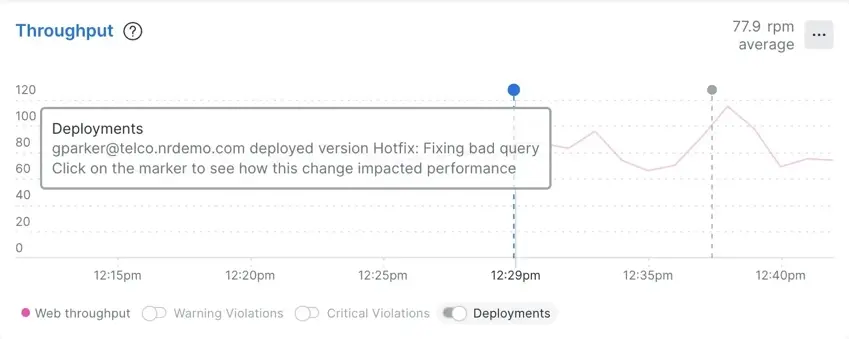 Throughput ?
77.9 rpm
average
...
120
100
80
60
40
20
0
Deployments
gparker@telco.nrdemo.com deployed version Hotfix: Fixing bad query
Click on the marker to see how this change impacted performance
12:15pm 12:20pm 12:25pm 12:29pm 12:35pm 12:40pm
Web throughput Warning Violations Critical Violations Deployments